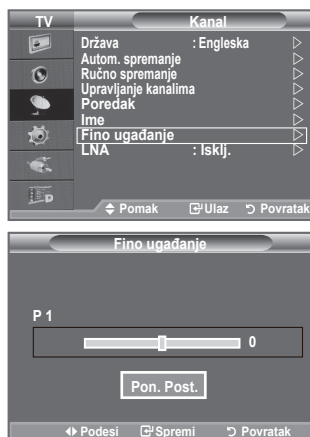 TV Kanal
Država : Engleska
Autom. spremanje
Ručno spremanje
Upravljanje kanalima
Poredak
Ime
Fino ugađanje
LNA : Isklj.
Pomak Ulaz Povratak
Fino ugađanje
P 1
0
Pon. Post.
Podesi Spremi Povratak